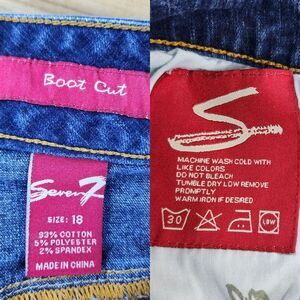 Boot Cut
Seven7
SIZE: 18
93% COTTON
5% POLYESTER
2% SPANDEX
MADE IN CHINA
S
MACHINE WASH COLD WITH
LIKE COLORS
DO NOT BLEACH
TUMBLE DRY LOW REMOVE
PROMPTLY
WARM IRON IF DESIRED
30
LOW